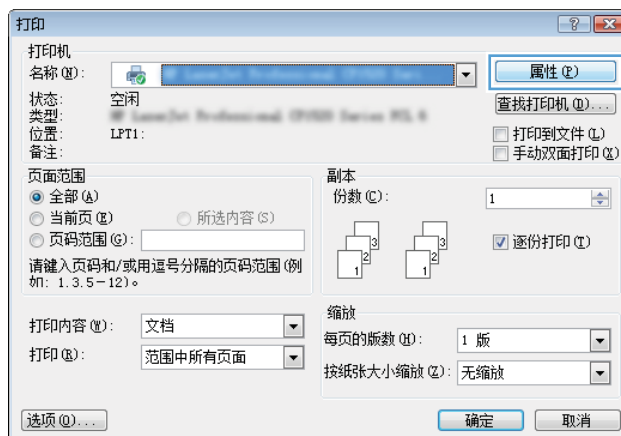 打印
打印机
名称(N):
属性(P)
状态: 空闲
查找打印机(D)...
类型:
位置: LPT1:
打印到文件(L)
备注:
手动双面打印(X)
页面范围
副本
全部(A)
份数(C): 1
当前页(E) 所选内容(S)
页码范围(G):
逐份打印(T)
请键入页码和/或用逗号分隔的页码范围(例
如: 1.3.5-12)。
1 2 3 1 2 3
缩放
打印内容(W): 文档
每页的版数(H): 1 版
打印(R): 范围中所有页面
按纸张大小缩放(Z): 无缩放
选项(O)...
确定 取消